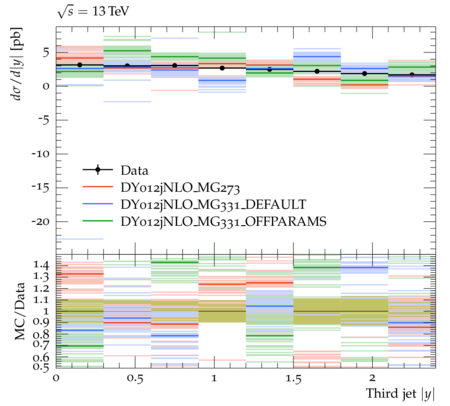 √s = 13 TeV
dσ/d|y| [pb]
5
0
-5
-10
-15
-20
Data
DY012jNLO_MG273
DY012jNLO_MG331_DEFAULT
DY012jNLO_MG331_OFFPARAMS
MC/Data
1.4
1.3
1.2
1.1
1
0.9
0.8
0.7
0.6
0.5
0 0.5 1 1.5 2
Third jet |y|